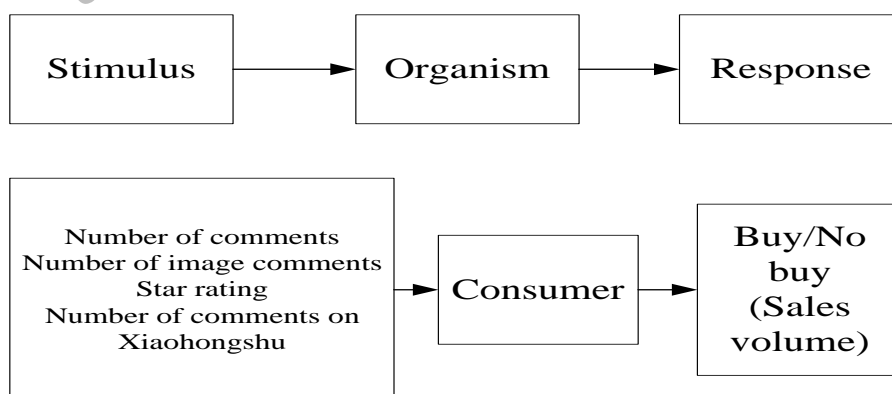 Stimulus
Organism
Response
Number of comments
Number of image comments
Star rating
Number of comments on
Xiaohongshu
Consumer
Buy/No
buy
(Sales
volume)